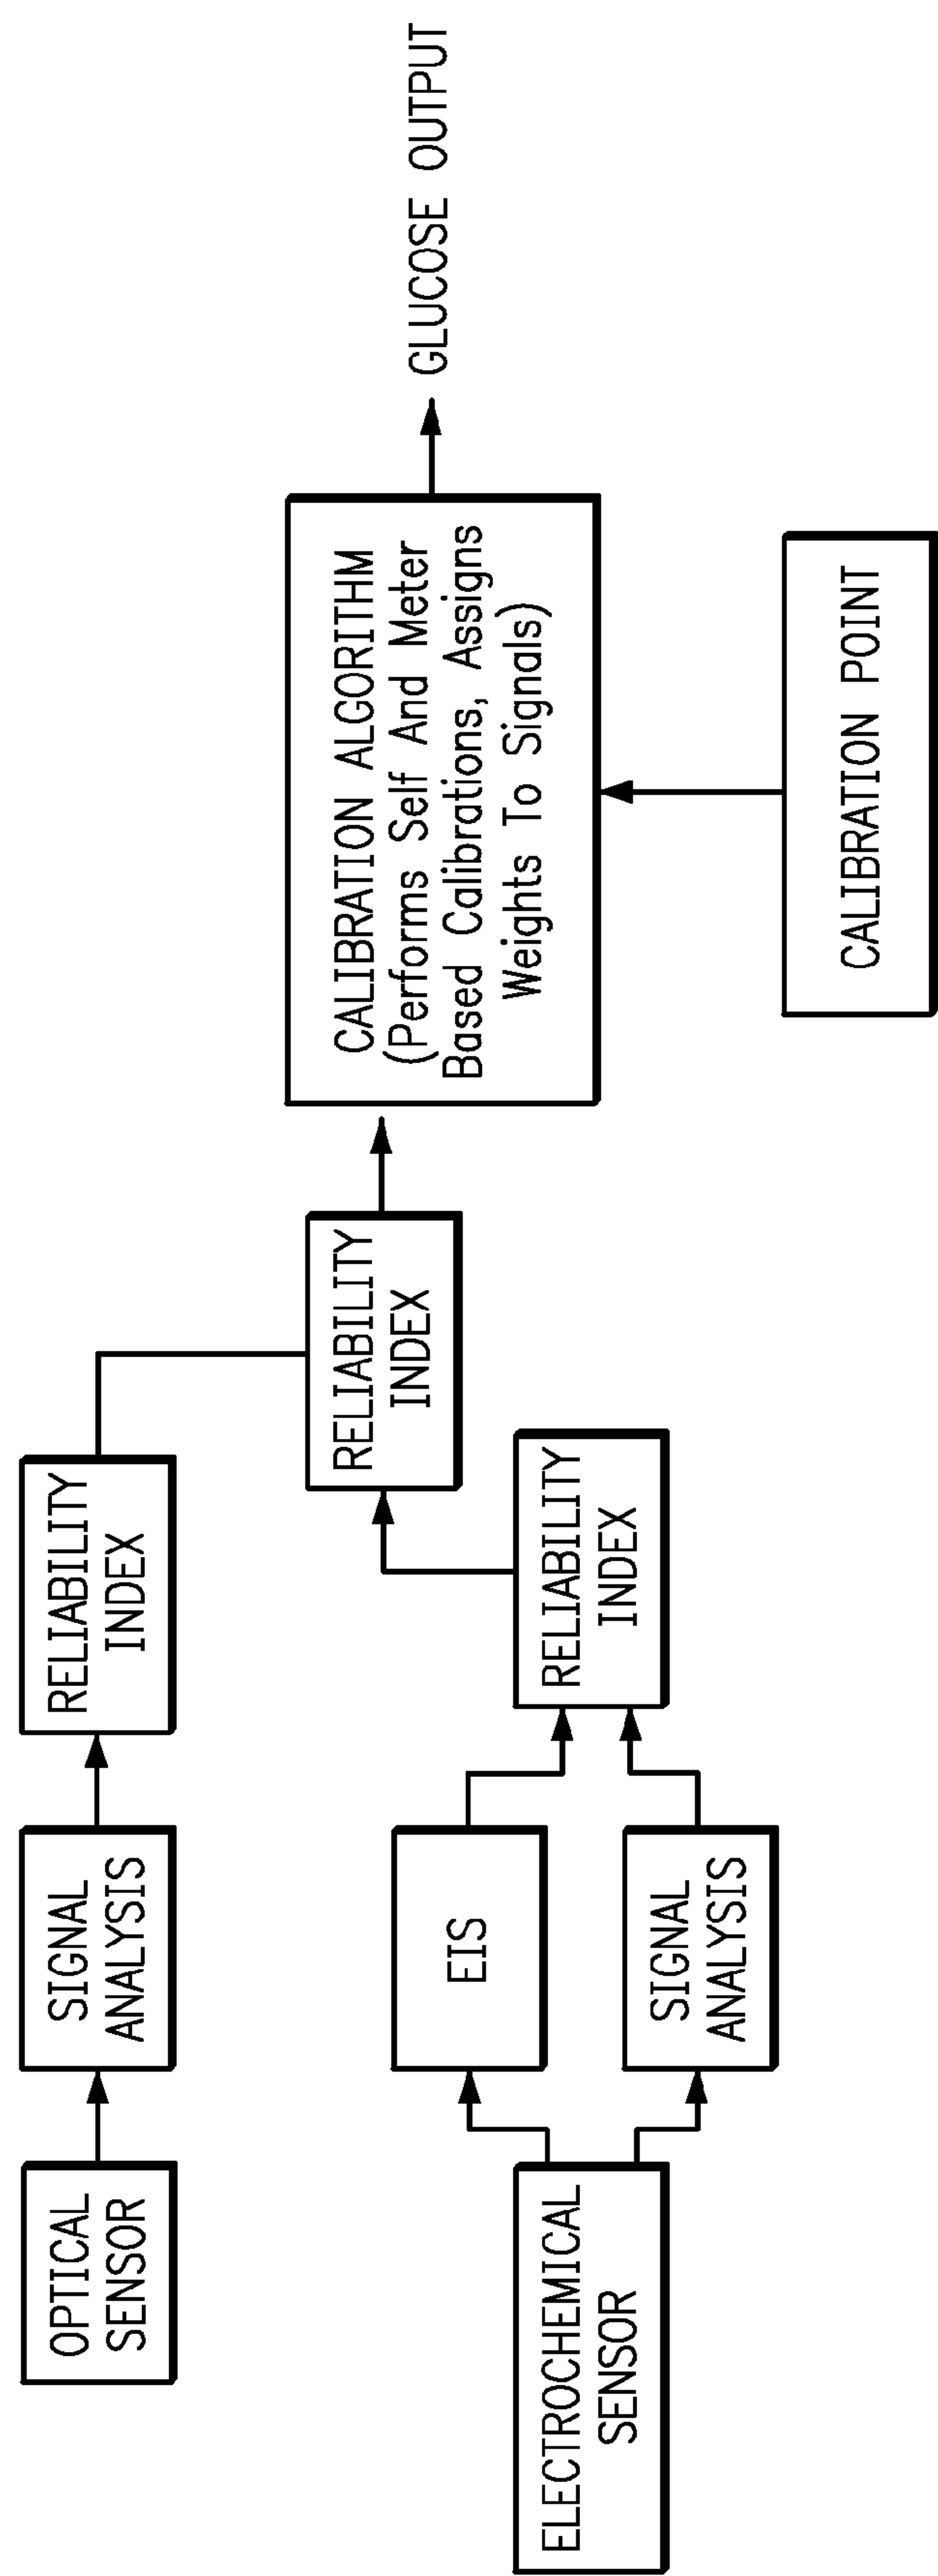 OPTICAL
SENSOR
SIGNAL
ANALYSIS
RELIABILITY
INDEX
ELECTROCHEMICAL
SENSOR
EIS
SIGNAL
ANALYSIS
RELIABILITY
INDEX
RELIABILITY
INDEX
CALIBRATION ALGORITHM
(Performs Self And Meter
Based Calibrations, Assigns
Weights To Signals)
CALIBRATION POINT
GLUCOSE OUTPUT